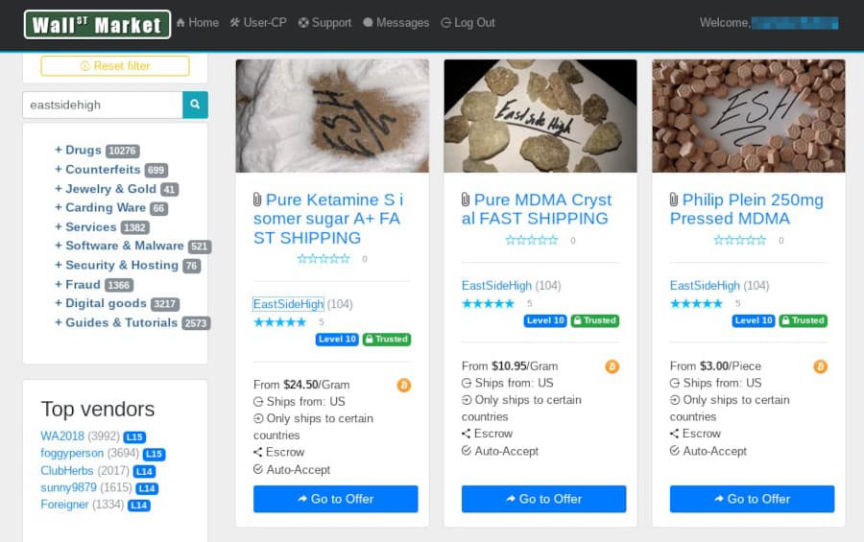 Wall ST Market
Home User-CP Support Messages Log Out
Welcome,
Reset filter
eastsidehigh
+ Drugs 10276
+ Counterfeits 699
+ Jewelry & Gold 41
+ Carding Ware 66
+ Services 1382
+ Software & Malware 521
+ Security & Hosting 76
+ Fraud 1366
+ Digital goods 3217
+ Guides & Tutorials 2573
Top vendors
WA2018 (3992) L15
foggyperson (3694) L15
ClubHerbs (2017) L14
sunny9879 (1615) L14
Foreigner (1334) L14
ESH
Pure Ketamine S i
somer sugar A+ FA
ST SHIPPING
0
EastSideHigh (104)
5
Level 10 Trusted
From $24.50/Gram
Ships from: US
Only ships to certain
countries
Escrow
Auto-Accept
Go to Offer
EastSide High
Pure MDMA Cryst
al FAST SHIPPING
0
EastSideHigh (104)
5
Level 10 Trusted
From $10.95/Gram
Ships from: US
Only ships to certain
countries
Escrow
Auto-Accept
Go to Offer
ESH
Philip Plein 250mg
Pressed MDMA
0
EastSideHigh (104)
5
Level 10 Trusted
From $3.00/Piece
Ships from: US
Only ships to certain
countries
Escrow
Auto-Accept
Go to Offer